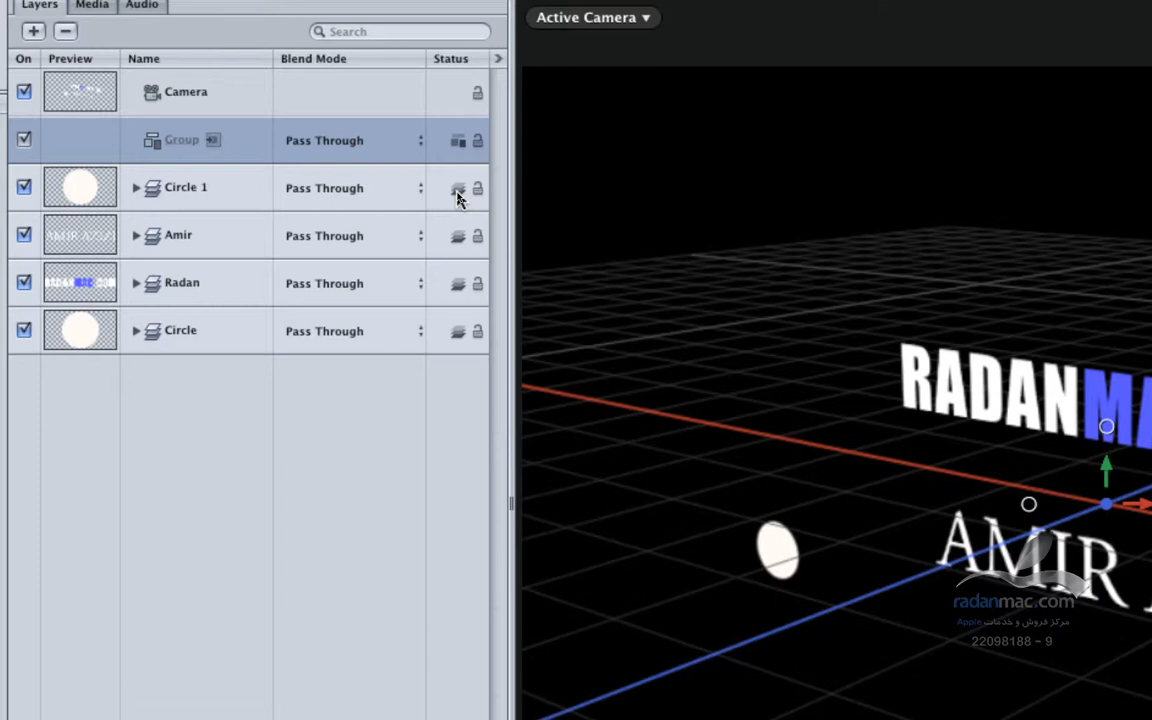 Layers Media Audio
Search
On Preview Name Blend Mode Status
Camera
Group Pass Through
Circle 1 Pass Through
Amir Pass Through
Radan Pass Through
Circle Pass Through
Active Camera
RADANMA
AMIR
radanmac.com
مرکز فروش و خدمات Apple
22098188 - 9